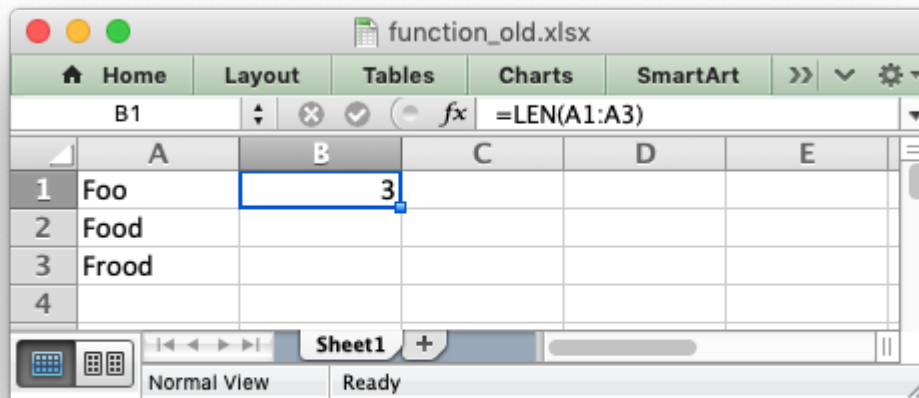 function_old.xlsx
Home Layout Tables Charts SmartArt
B1 fx =LEN(A1:A3)
A B C D E
1 Foo 3
2 Food
3 Frood
4
Sheet1 +
Normal View Ready